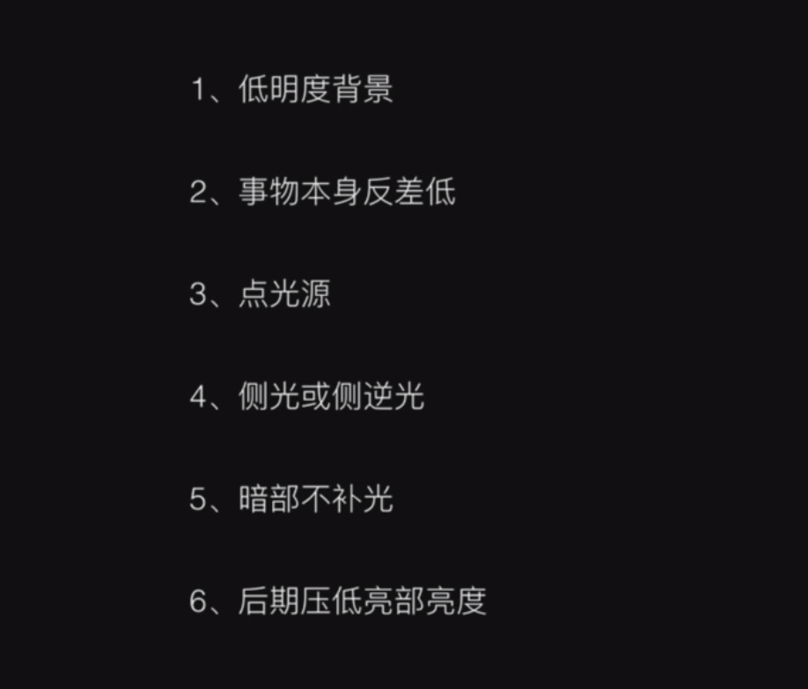 1、低明度背景
2、事物本身反差低
3、点光源
4、侧光或侧逆光
5、暗部不补光
6、后期压低亮部亮度